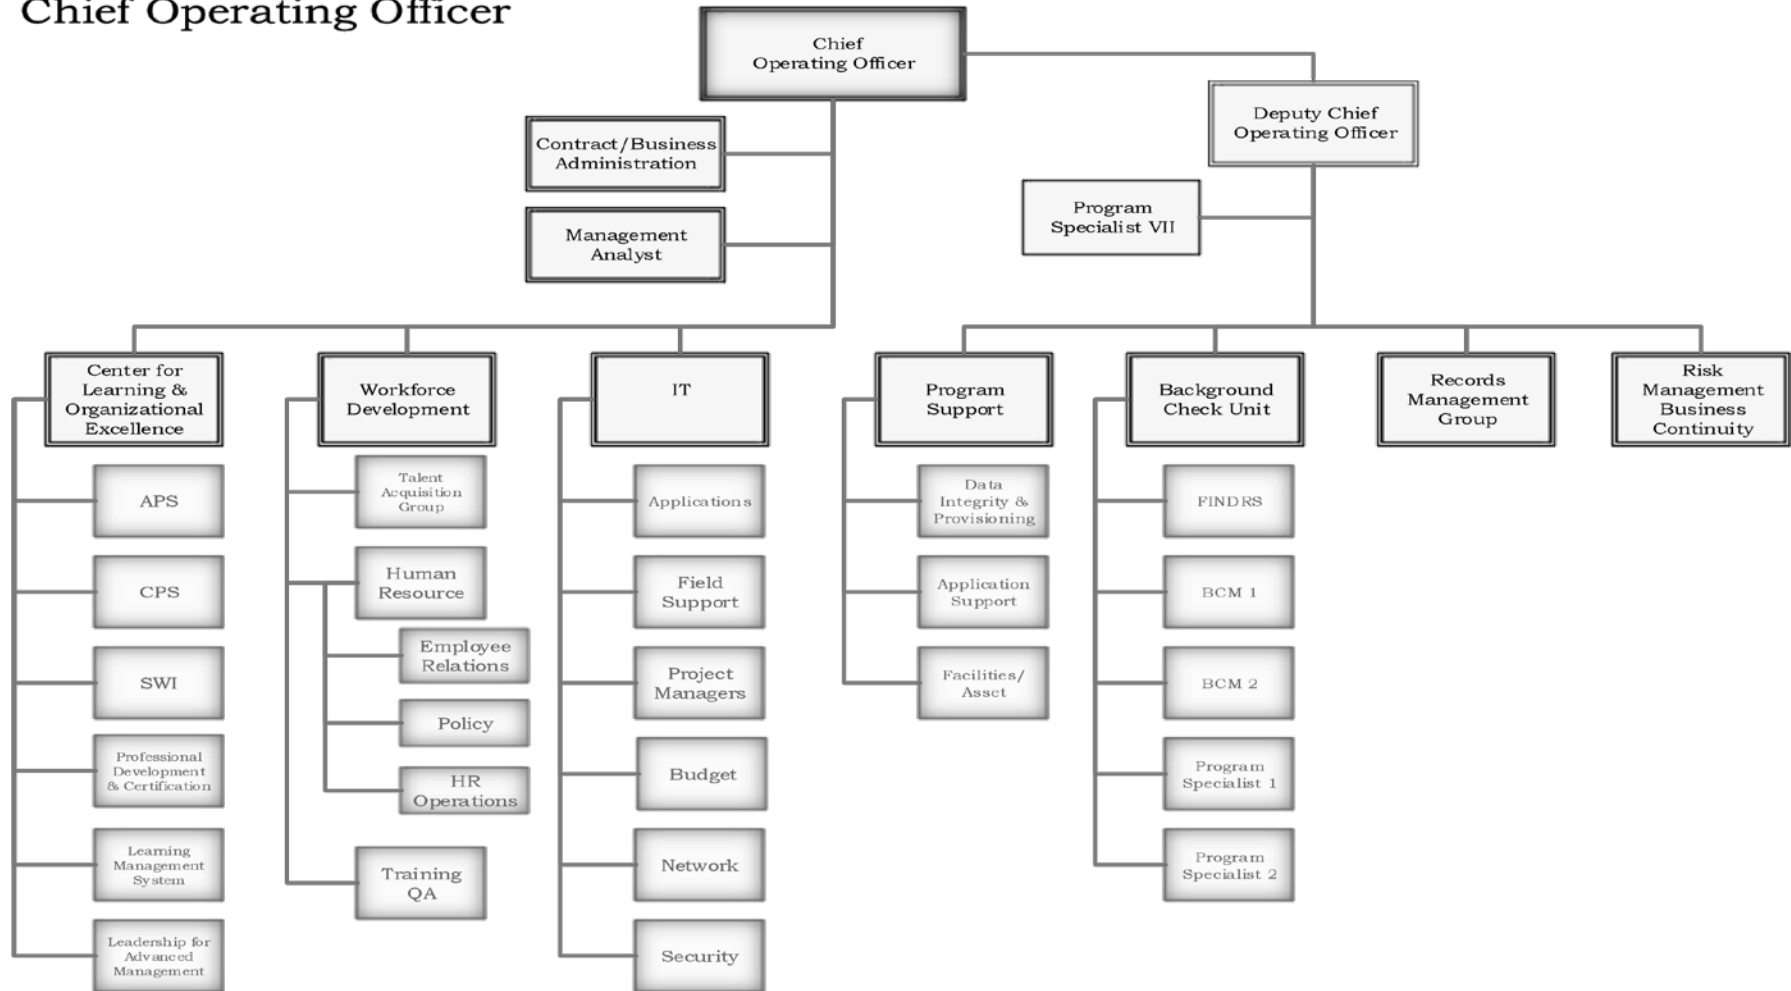 Chief Operating Officer
Chief
Operating Officer
Deputy Chief
Operating Officer
Contract/Business
Administration
Management
Analyst
Program
Specialist VII
Center for
Learning &
Organizational
Excellence
APS
CPS
SWI
Professional
Development
& Certification
Learning
Management
System
Leadership for
Advanced
Management
Workforce
Development
Talent
Acquisition
Group
Human
Resource
Employee
Relations
Policy
HR
Operations
Training
QA
IT
Applications
Field
Support
Project
Managers
Budget
Network
Security
Program
Support
Data
Integrity &
Provisioning
Application
Support
Facilities/
Asset
Background
Check Unit
FINDRS
BCM 1
BCM 2
Program
Specialist 1
Program
Specialist 2
Records
Management
Group
Risk
Management
Business
Continuity